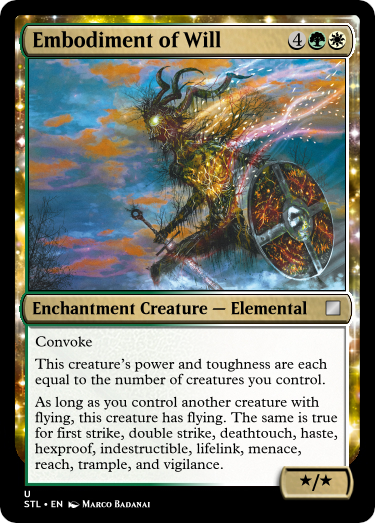 Embodiment of Will 4
Enchantment Creature — Elemental
Convoke
This creature's power and toughness are each
equal to the number of creatures you control.
As long as you control another creature with
flying, this creature has flying. The same is true
for first strike, double strike, deathtouch, haste,
hexproof, indestructible, lifelink, menace,
reach, trample, and vigilance.
★/★
U
STL • EN Marco Badanai